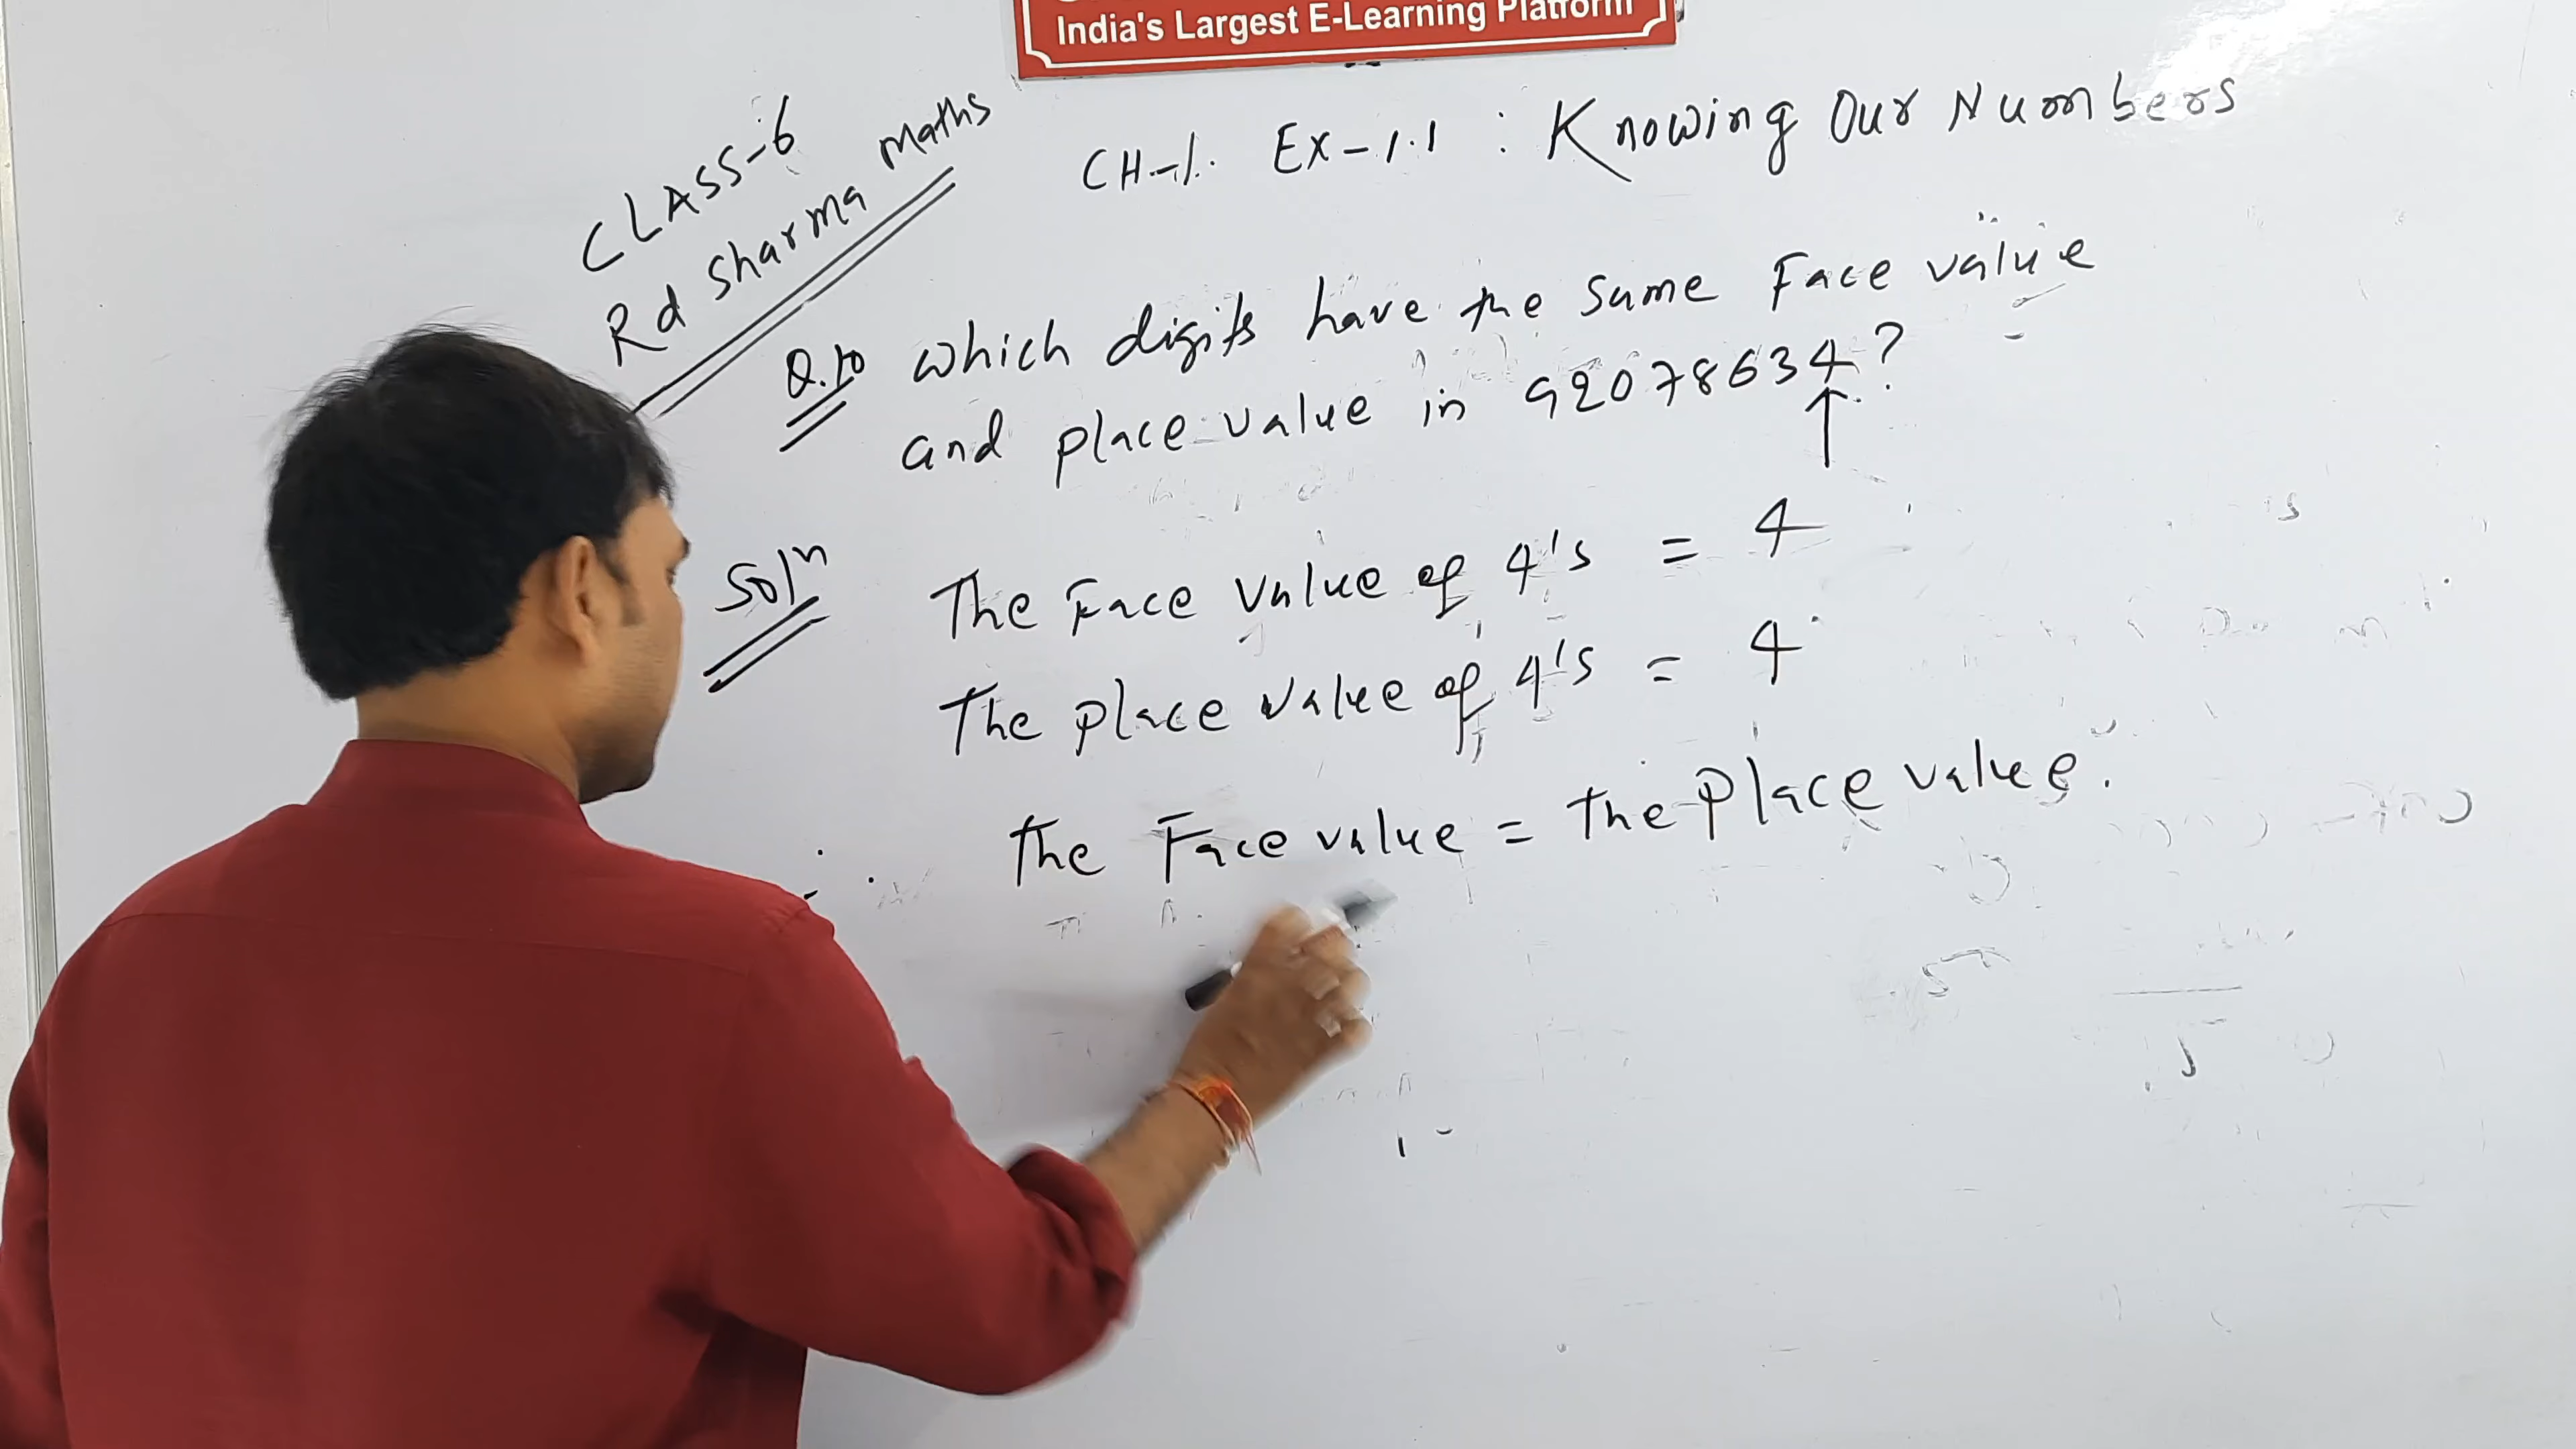 India's Largest E-Learning Platform
CLASS-6
Rd Sharma Maths
CH-1. Ex-1.1 : Knowing Our Numbers
Q.10 which digits have the same Face value
and place value in 92078634?
Soln The Face Value of 4's = 4
The place value of 4's = 4
∴ The Face value = The Place value.